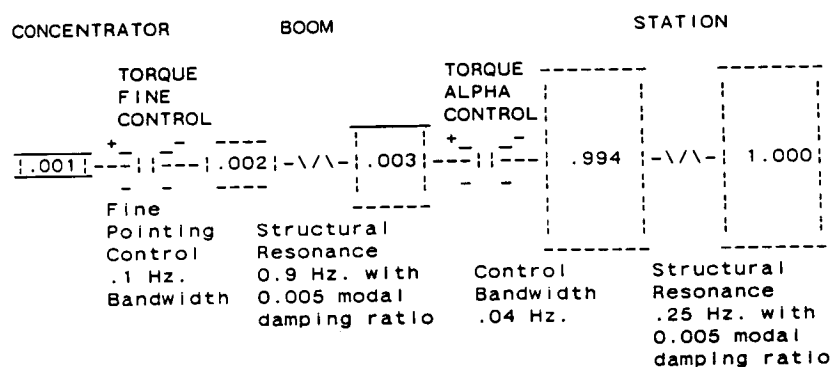 CONCENTRATOR BOOM STATION
TORQUE FINE CONTROL
TORQUE ALPHA CONTROL
+ - + -
.001 .002 .003 .994 1.000
Fine Pointing Control .1 Hz. Bandwidth
Structural Resonance 0.9 Hz. with 0.005 modal damping ratio
Control Bandwidth .04 Hz.
Structural Resonance .25 Hz. with 0.005 modal damping ratio